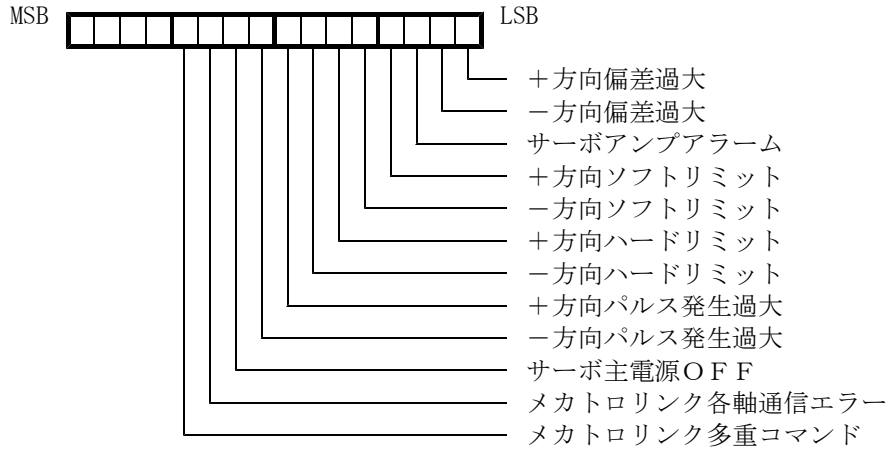 MSB LSB
＋方向偏差過大
－方向偏差過大
サーボアンプアラーム
＋方向ソフトリミット
－方向ソフトリミット
＋方向ハードリミット
－方向ハードリミット
＋方向パルス発生過大
－方向パルス発生過大
サーボ主電源ＯＦＦ
メカトロリンク各軸通信エラー
メカトロリンク多重コマンド